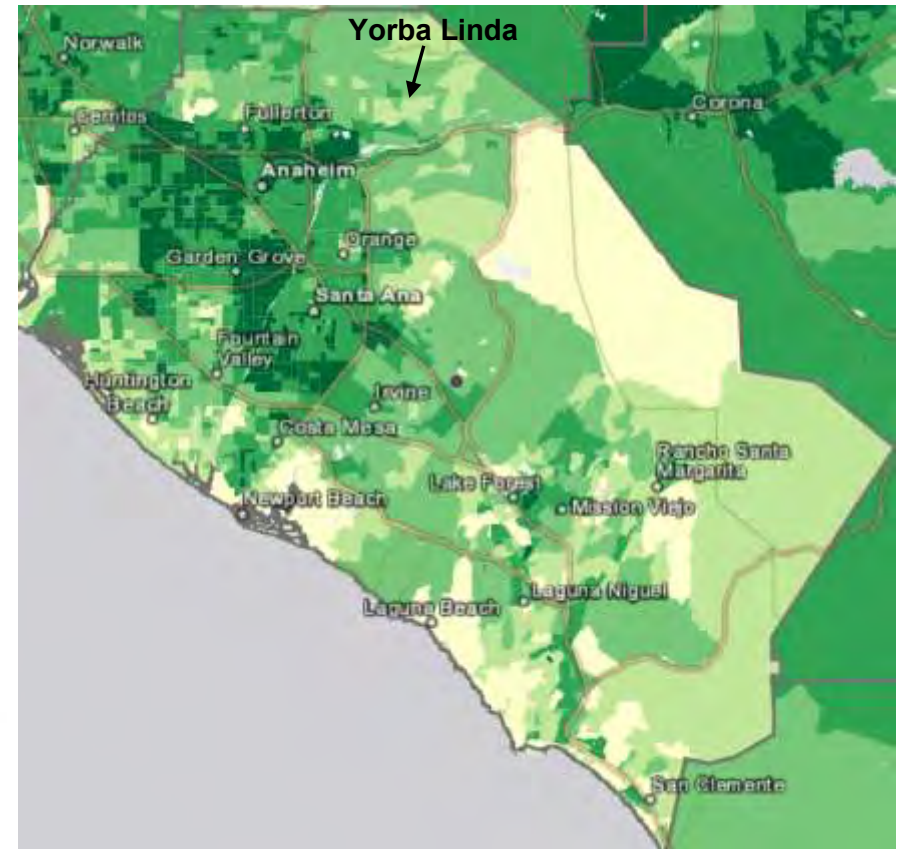 Yorba Linda
Norwalk
Corona
Cerritos
Fullerton
Anaheim
Orange
Garden Grove
Santa Ana
Fountain
Valley
Huntington
Beach
Irvine
Costa Mesa
Rancho Santa
Margarita
Lake Forest
Newport Beach
Mission Viejo
Laguna Niguel
Laguna Beach
San Clemente